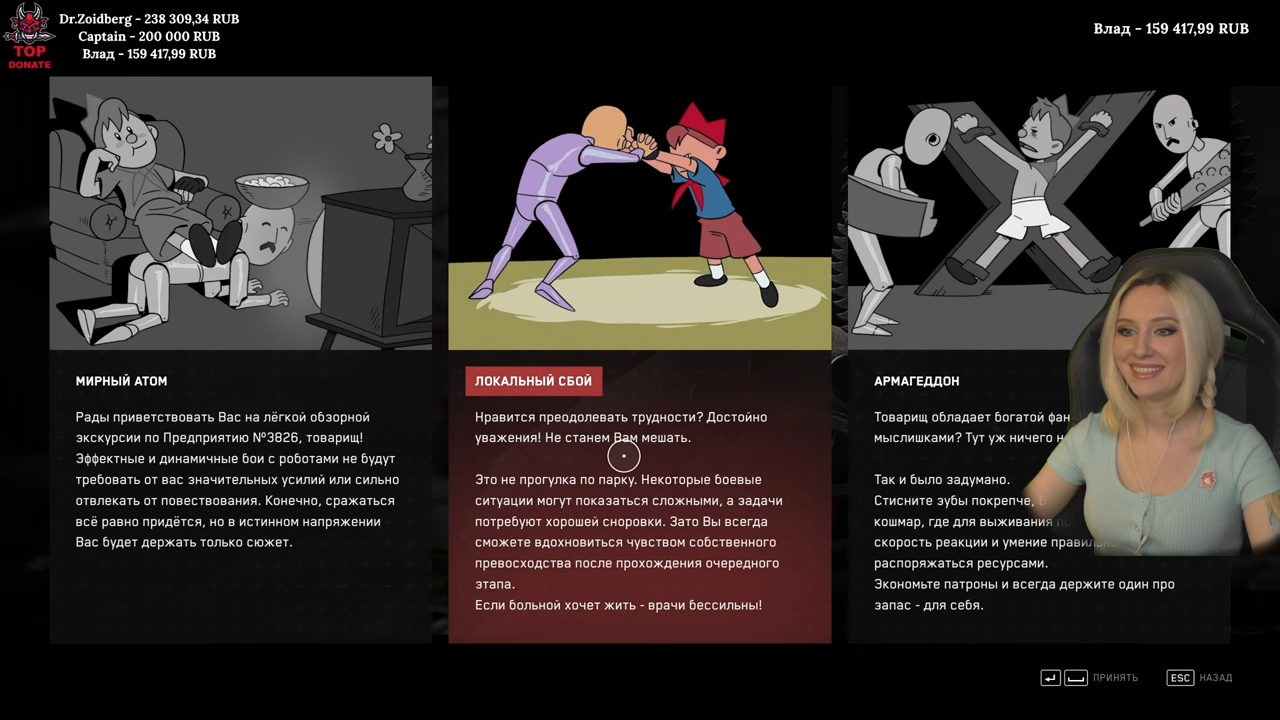 Dr.Zoidberg - 238 309,34 RUB
Captain - 200 000 RUB
Влад - 159 417,99 RUB
TOP
DONATE
Влад - 159 417,99 RUB
МИРНЫЙ АТОМ
Рады приветствовать Вас на лёгкой обзорной
экскурсии по Предприятию №3826, товарищ!
Эффектные и динамичные бои с роботами не будут
требовать от вас значительных усилий или сильно
отвлекать от повествования. Конечно, сражаться
всё равно придётся, но в истинном напряжении
Вас будет держать только сюжет.
ЛОКАЛЬНЫЙ СБОЙ
Нравится преодолевать трудности? Достойно
уважения! Не станем Вам мешать.
Это не прогулка по парку. Некоторые боевые
ситуации могут показаться сложными, а задачи
потребуют хорошей сноровки. Зато Вы всегда
сможете вдохновиться чувством собственного
превосходства после прохождения очередного
этапа.
Если больной хочет жить - врачи бессильны!
АРМАГЕДДОН
Товарищ обладает богатой
мыслишками? Тут уж ничего
Так и было задумано.
Стисните зубы покрепче,
кошмар, где для выживания
скорость реакции и умение
распоряжаться ресурсами.
Экономьте патроны и всегда держите один про
запас - для себя.
ПРИНЯТЬ
ESC НАЗАД